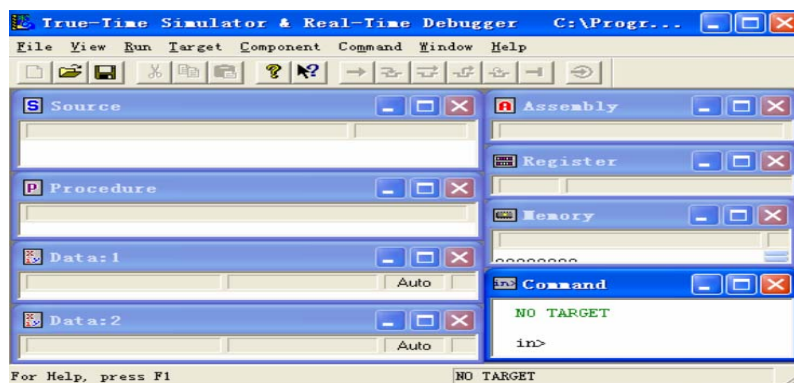 True-Time Simulator & Real-Time Debugger C:\Progr...
File View Run Target Component Command Window Help
S Source
A Assembly
Register
P Procedure
Memory
Data:1
Auto
in> Command
NO TARGET
in>
Data:2
Auto
For Help, press F1
NO TARGET